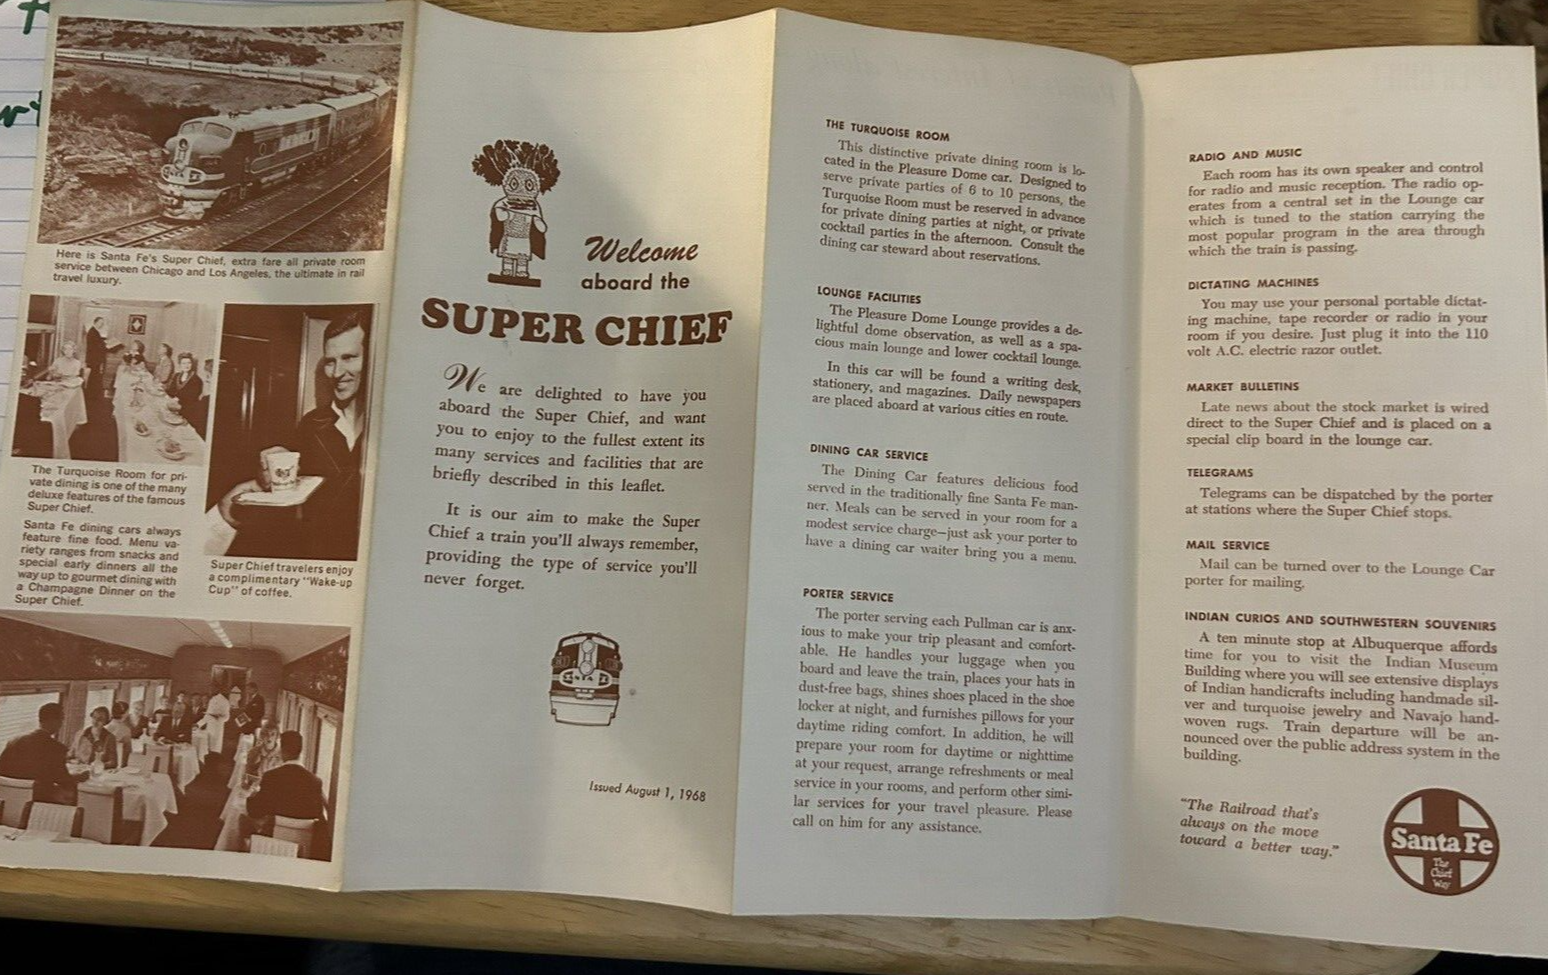 Here is Santa Fe's Super Chief, extra fare all private room
service between Chicago and Los Angeles, the ultimate in rail
travel luxury.
The Turquoise Room for pri-
vate dining is one of the many
deluxe features of the famous
Super Chief.
Santa Fe dining cars always
feature fine food. Menu va-
riety ranges from snacks and
special early dinners all the
way up to gourmet dining with
a Champagne Dinner on the
Super Chief.
Super Chief travelers enjoy
a complimentary "Wake-up
Cup" of coffee.
Welcome
aboard the
SUPER CHIEF
We are delighted to have you
aboard the Super Chief, and want
you to enjoy to the fullest extent its
many services and facilities that are
briefly described in this leaflet.
It is our aim to make the Super
Chief a train you'll always remember,
providing the type of service you'll
never forget.
Issued August 1, 1968
THE TURQUOISE ROOM
This distinctive private dining room is lo-
cated in the Pleasure Dome car. Designed to
serve private parties of 6 to 10 persons, the
Turquoise Room must be reserved in advance
for private dining parties at night, or private
cocktail parties in the afternoon. Consult the
dining car steward about reservations.
LOUNGE FACILITIES
The Pleasure Dome Lounge provides a de-
lightful dome observation, as well as a spa-
cious main lounge and lower cocktail lounge.
In this car will be found a writing desk,
stationery, and magazines. Daily newspapers
are placed aboard at various cities en route.
DINING CAR SERVICE
The Dining Car features delicious food
served in the traditionally fine Santa Fe man-
ner. Meals can be served in your room for a
modest service charge—just ask your porter to
have a dining car waiter bring you a menu.
PORTER SERVICE
The porter serving each Pullman car is anx-
ious to make your trip pleasant and comfort-
able. He handles your luggage when you
board and leave the train, places your hats in
dust-free bags, shines shoes placed in the shoe
locker at night, and furnishes pillows for your
daytime riding comfort. In addition, he will
prepare your room for daytime or nighttime
at your request, arrange refreshments or meal
service in your rooms, and perform other simi-
lar services for your travel pleasure. Please
call on him for any assistance.
RADIO AND MUSIC
Each room has its own speaker and control
for radio and music reception. The radio op-
erates from a central set in the Lounge car
which is tuned to the station carrying the
most popular program in the area through
which the train is passing.
DICTATING MACHINES
You may use your personal portable dictat-
ing machine, tape recorder or radio in your
room if you desire. Just plug it into the 110
volt A.C. electric razor outlet.
MARKET BULLETINS
Late news about the stock market is wired
direct to the Super Chief and is placed on a
special clip board in the lounge car.
TELEGRAMS
Telegrams can be dispatched by the porter
at stations where the Super Chief stops.
MAIL SERVICE
Mail can be turned over to the Lounge Car
porter for mailing.
INDIAN CURIOS AND SOUTHWESTERN SOUVENIRS
A ten minute stop at Albuquerque affords
time for you to visit the Indian Museum
Building where you will see extensive displays
of Indian handicrafts including handmade sil-
ver and turquoise jewelry and Navajo hand-
woven rugs. Train departure will be an-
nounced over the public address system in the
building.
"The Railroad that's
always on the move
toward a better way."
Santa Fe
The
Chief
Way